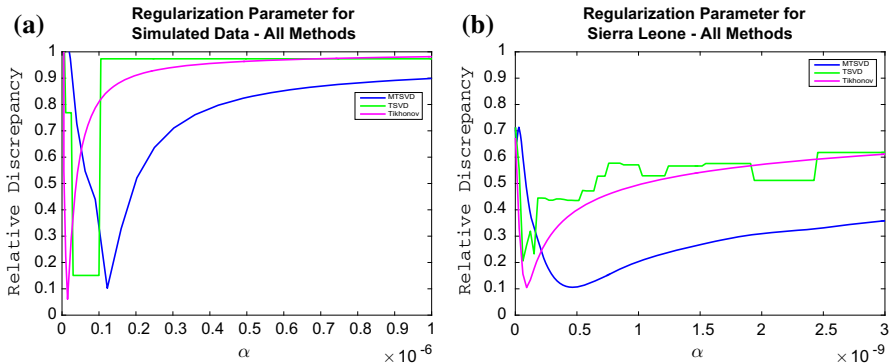 (a)
Regularization Parameter for
Simulated Data - All Methods
Relative Discrepancy
1
0.9
0.8
0.7
0.6
0.5
0.4
0.3
0.2
0.1
0
MTSVD
TSVD
Tikhonov
0 0.1 0.2 0.3 0.4 0.5 0.6 0.7 0.8 0.9 1
α
× 10 -6
(b)
Regularization Parameter for
Sierra Leone - All Methods
Relative Discrepancy
1
0.9
0.8
0.7
0.6
0.5
0.4
0.3
0.2
0.1
0
MTSVD
TSVD
Tikhonov
0 0.5 1 1.5 2 2.5 3
α
× 10 -9